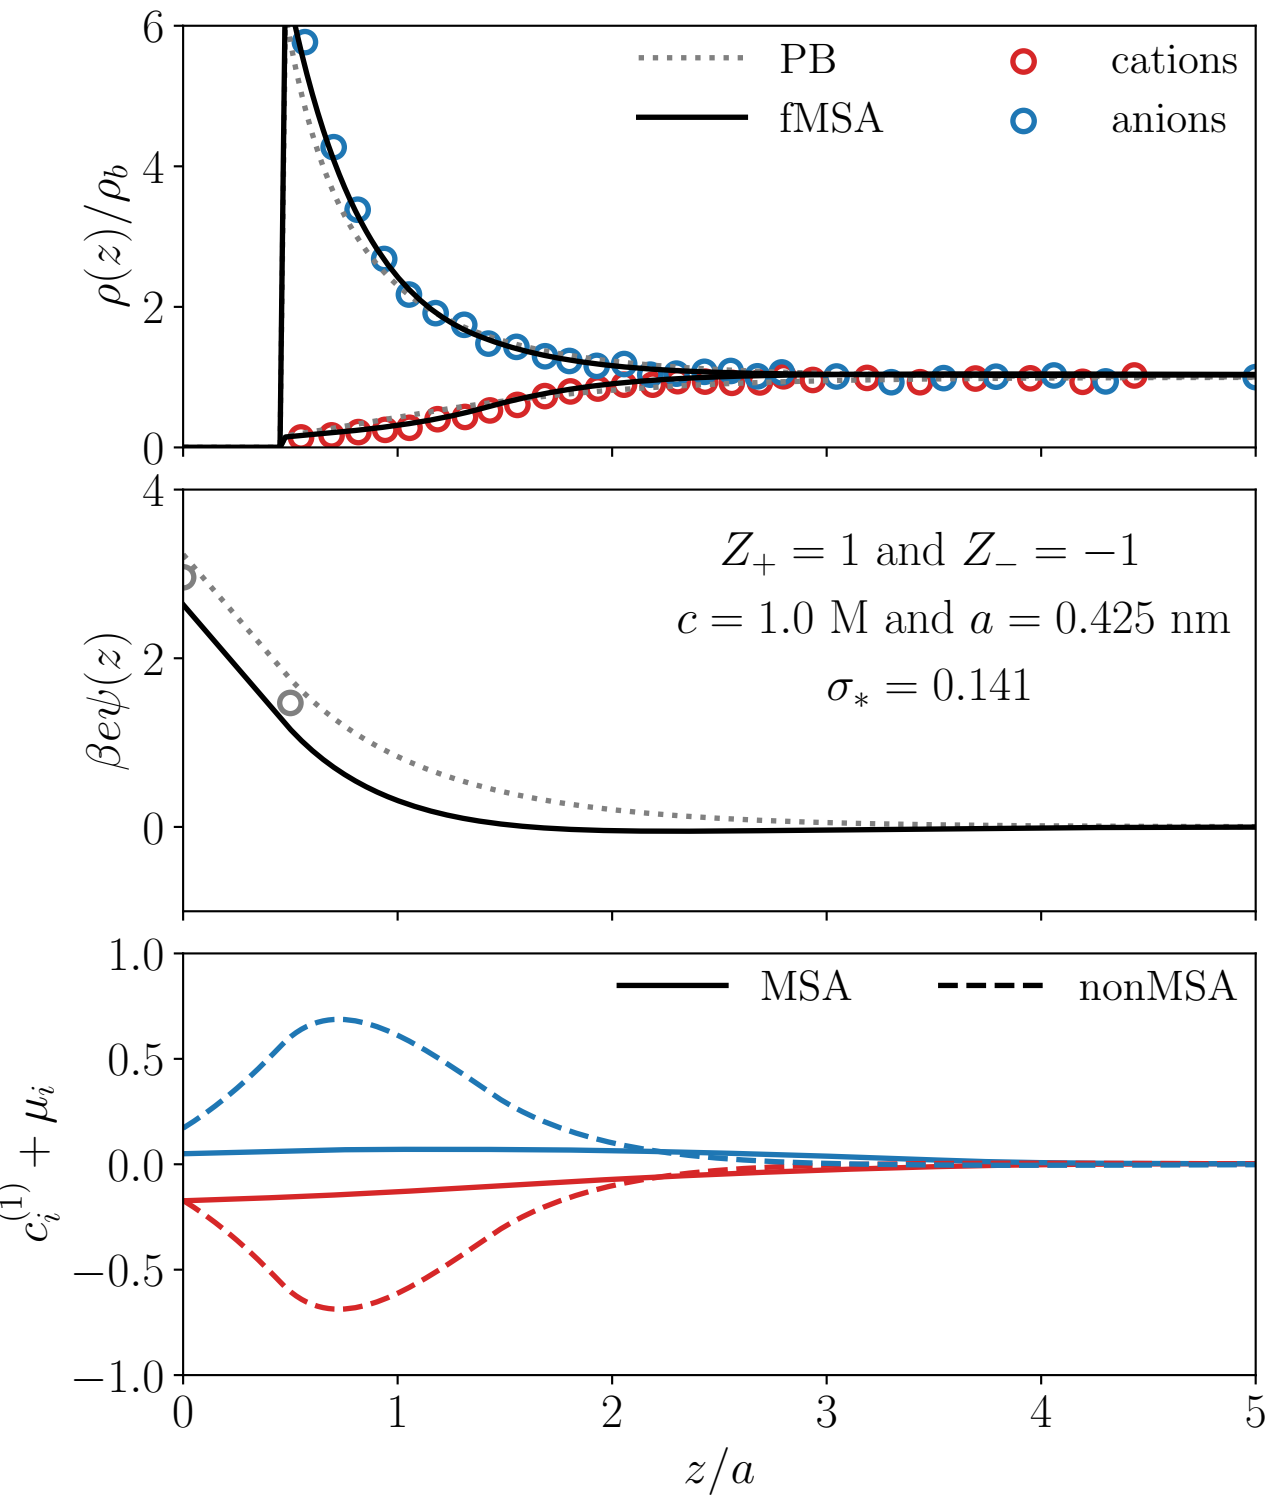 6
PB
cations
fMSA
anions
4
2
0
ρ(z)/ρ_b
4
Z₊ = 1 and Z₋ = −1
c = 1.0 M and a = 0.425 nm
σ_* = 0.141
2
0
βeψ(z)
1.0
MSA
nonMSA
0.5
0.0
−0.5
−1.0
c_i^{(1)} + μ_i
0 1 2 3 4 5
z/a